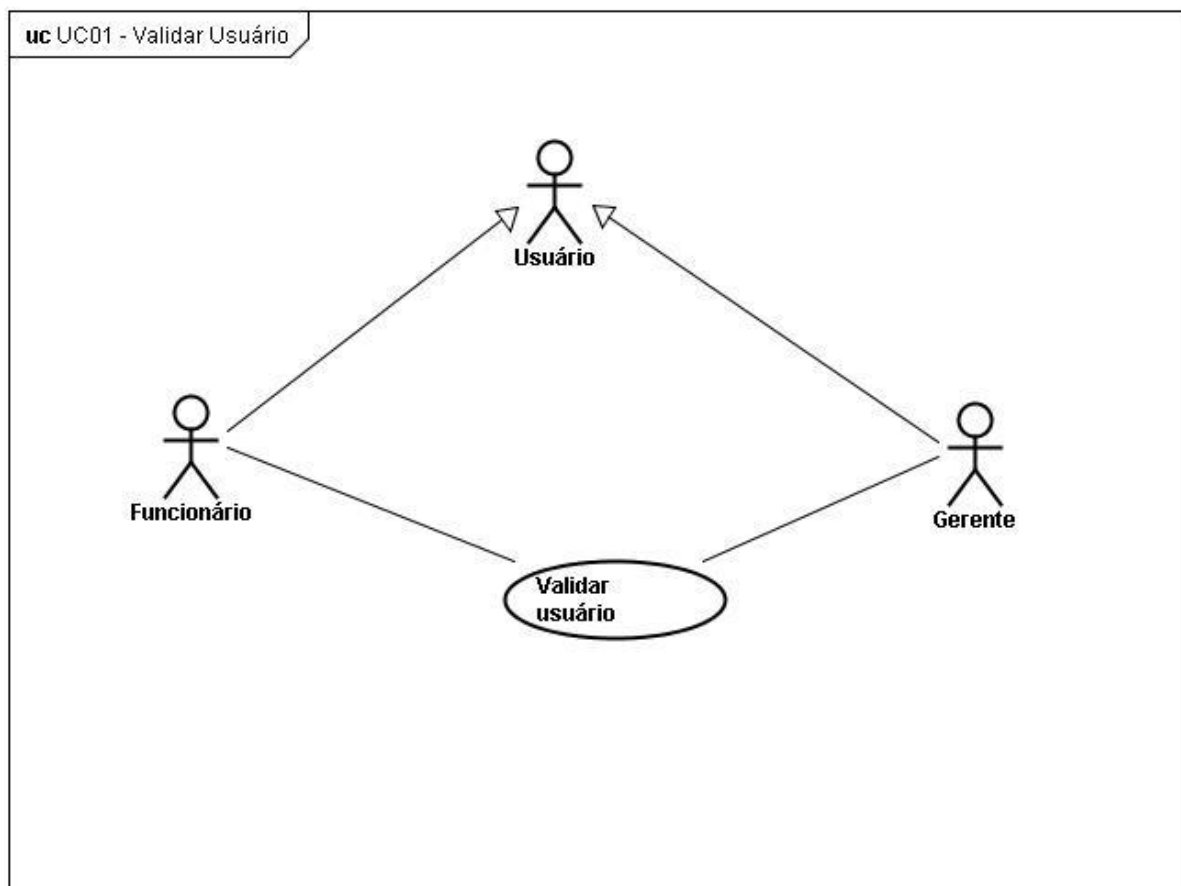 uc UC01 - Validar Usuário
Usuário
Funcionário
Gerente
Validar
usuário